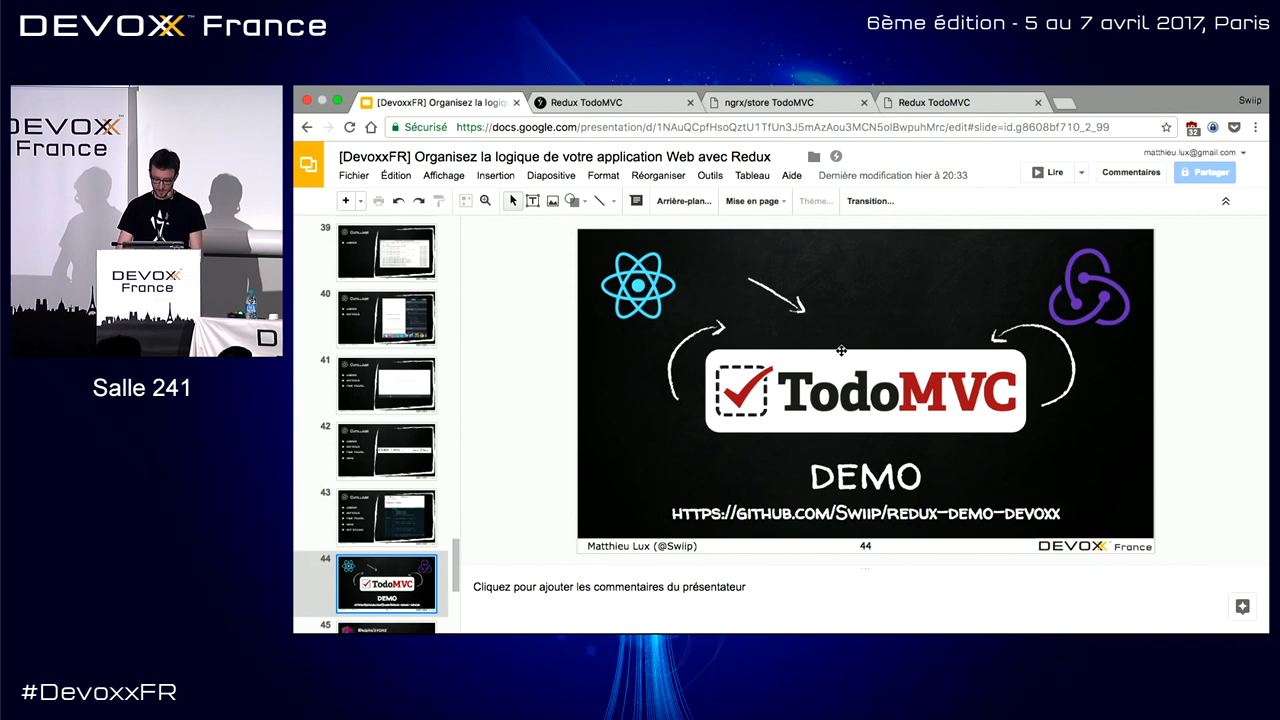 DEVOXX™ France
6ème édition - 5 au 7 avril 2017, Paris
DEVOXX
France
DEVOXX
France
Salle 241
#DevoxxFR
[DevoxxFR] Organisez la logiq
Redux TodoMVC
ngrx/store TodoMVC
Redux TodoMVC
Swiip
Sécurisé
https://docs.google.com/presentation/d/1NAuQCpfHsoQztU1TfUn3J5mAzAou3MCN5olBwpuhMrc/edit#slide=id.g8608bf710_2_99
32
[DevoxxFR] Organisez la logique de votre application Web avec Redux
matthieu.lux@gmail.com
Fichier Édition Affichage Insertion Diapositive Format Réorganiser Outils Tableau Aide Dernière modification hier à 20:33
Lire
Commentaires
Partager
Arrière-plan... Mise en page Thème... Transition...
39
40
41
42
43
44
TodoMVC
DEMO
45
TodoMVC
DEMO
https://github.com/Swiip/redux-demo-devoxx
Matthieu Lux (@Swiip)
44
DEVOXX France
Cliquez pour ajouter les commentaires du présentateur